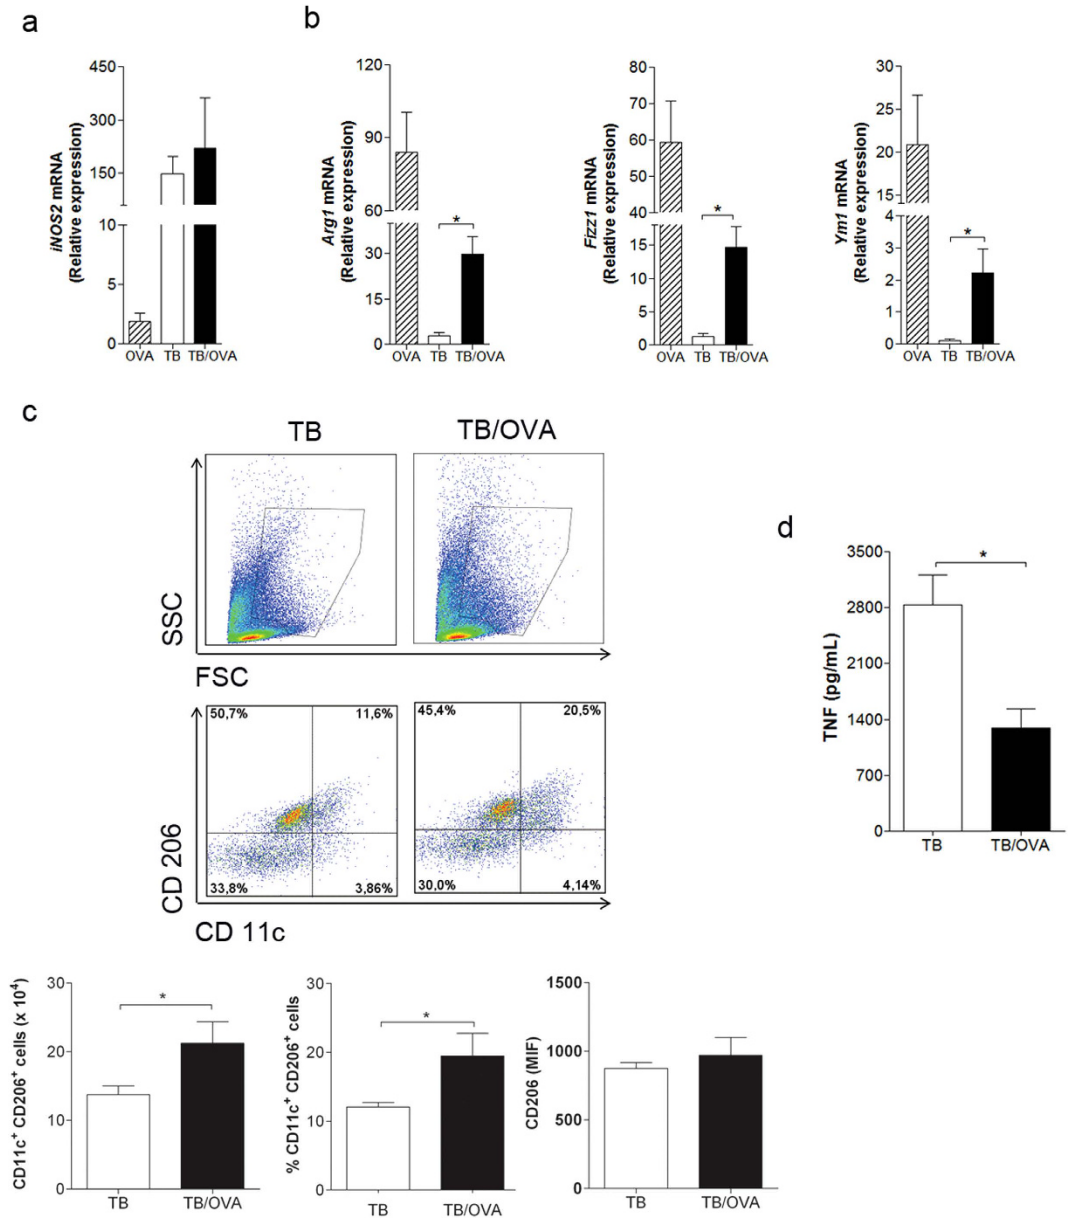 a
b
450
300
150
10
5
0
iNOS2 mRNA
(Relative expression)
OVA TB TB/OVA
120
90
60
30
15
0
Arg1 mRNA
(Relative expression)
*
OVA TB TB/OVA
80
70
60
50
40
15
10
5
0
Fizz1 mRNA
(Relative expression)
*
OVA TB TB/OVA
30
25
20
15
4
3
2
1
0
Ym1 mRNA
(Relative expression)
*
OVA TB TB/OVA
c
TB TB/OVA
SSC
FSC
50,7% 11,6%
33,8% 3,86%
45,4% 20,5%
30,0% 4,14%
CD 206
CD 11c
d
3500
2800
2100
1400
700
0
TNF (pg/mL)
*
TB TB/OVA
30
20
10
0
CD11c+ CD206+ cells (x 10⁴)
*
TB TB/OVA
30
20
10
0
% CD11c+ CD206+ cells
*
TB TB/OVA
1500
1000
500
0
CD206 (MIF)
TB TB/OVA